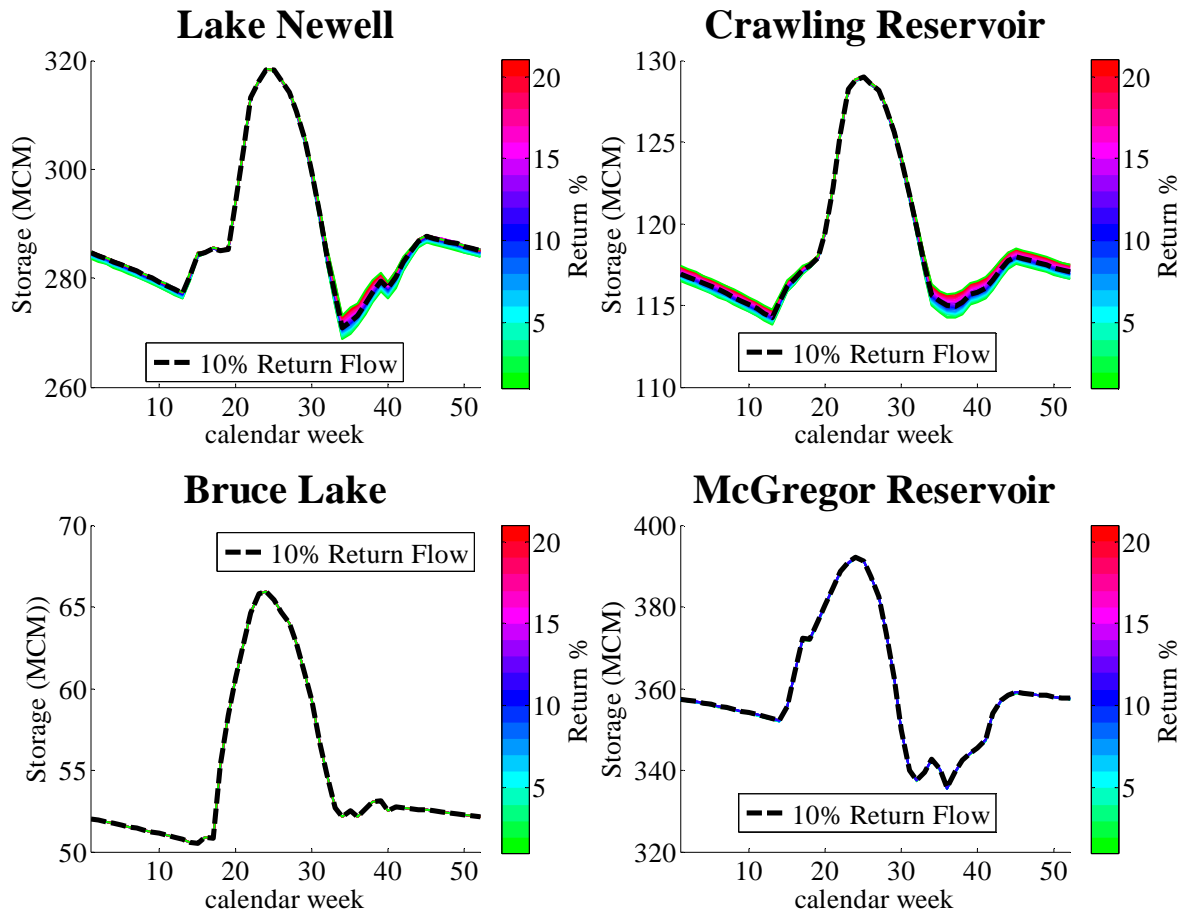 Lake Newell
320
300
280
260
Storage (MCM)
10 20 30 40 50
calendar week
10% Return Flow
20
15
10
5
Return %
Crawling Reservoir
130
125
120
115
110
Storage (MCM)
10 20 30 40 50
calendar week
10% Return Flow
20
15
10
5
Return %
Bruce Lake
70
65
60
55
50
Storage (MCM))
10 20 30 40 50
calendar week
10% Return Flow
20
15
10
5
Return %
McGregor Reservoir
400
380
360
340
320
Storage (MCM)
10 20 30 40 50
calendar week
10% Return Flow
20
15
10
5
Return %